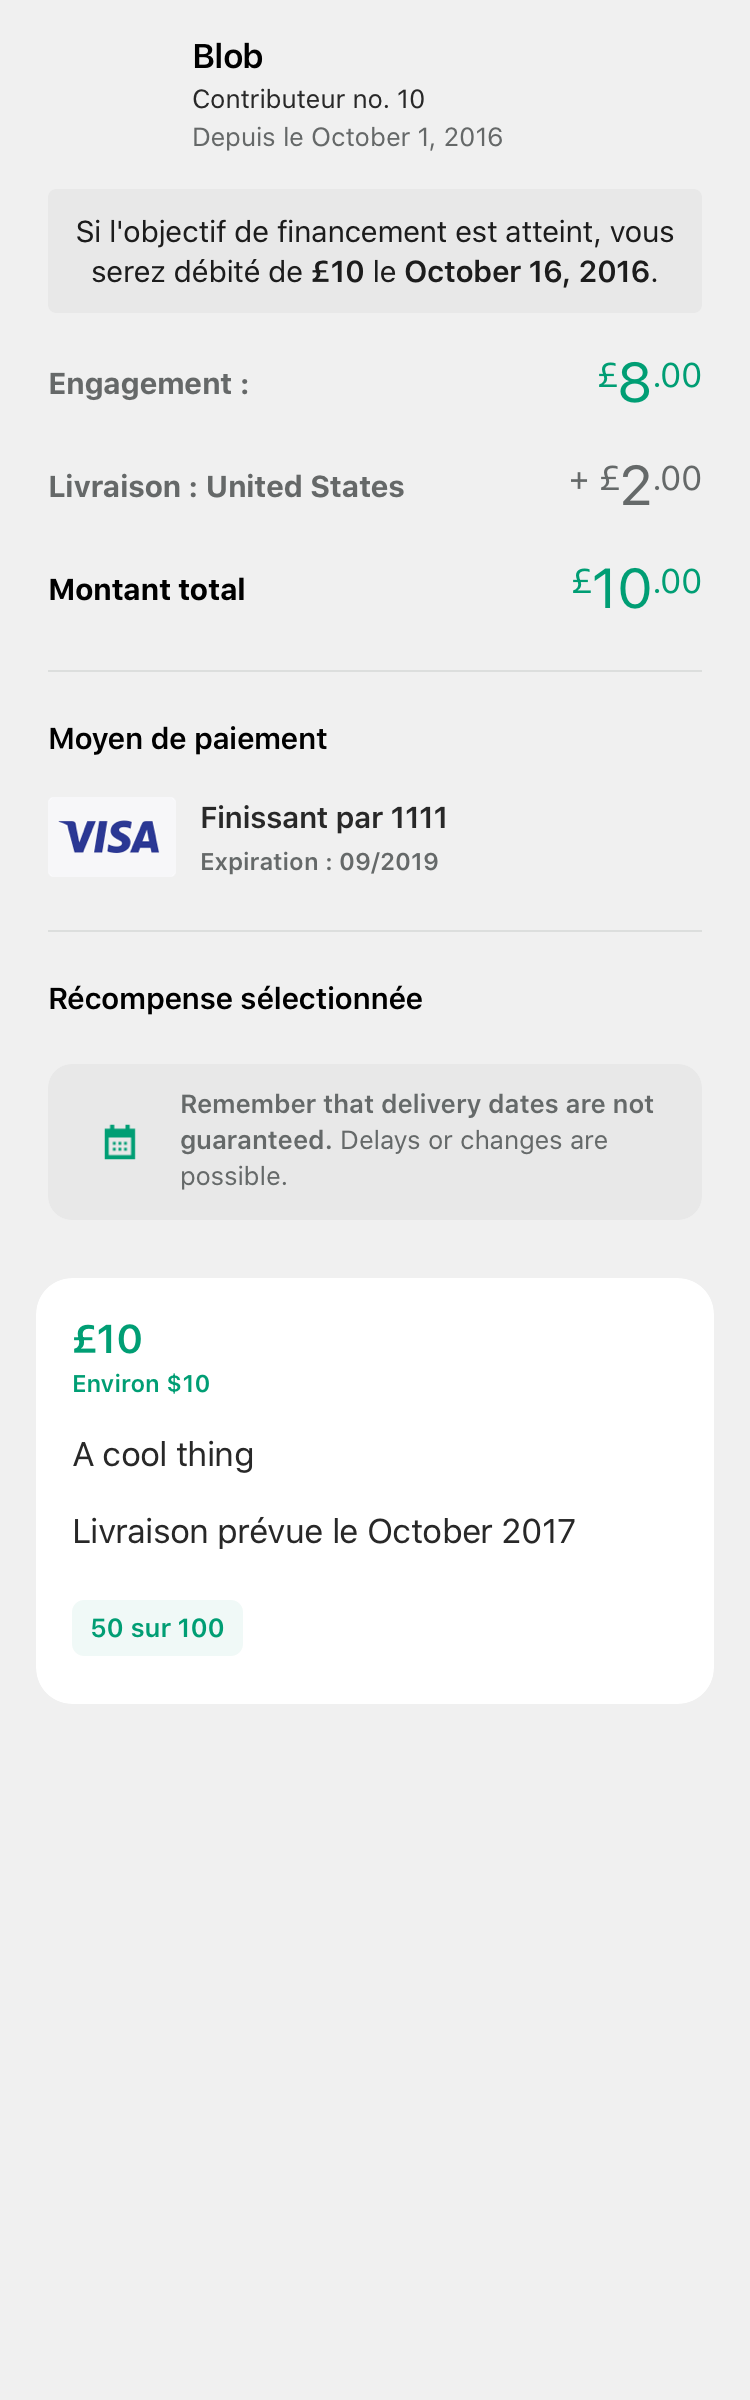 Blob
Contributeur no. 10
Depuis le October 1, 2016
Si l'objectif de financement est atteint, vous
serez débité de £10 le October 16, 2016.
Engagement :
£8.00
Livraison : United States
+ £2.00
Montant total
£10.00
Moyen de paiement
VISA
Finissant par 1111
Expiration : 09/2019
Récompense sélectionnée
Remember that delivery dates are not
guaranteed. Delays or changes are
possible.
£10
Environ $10
A cool thing
Livraison prévue le October 2017
50 sur 100